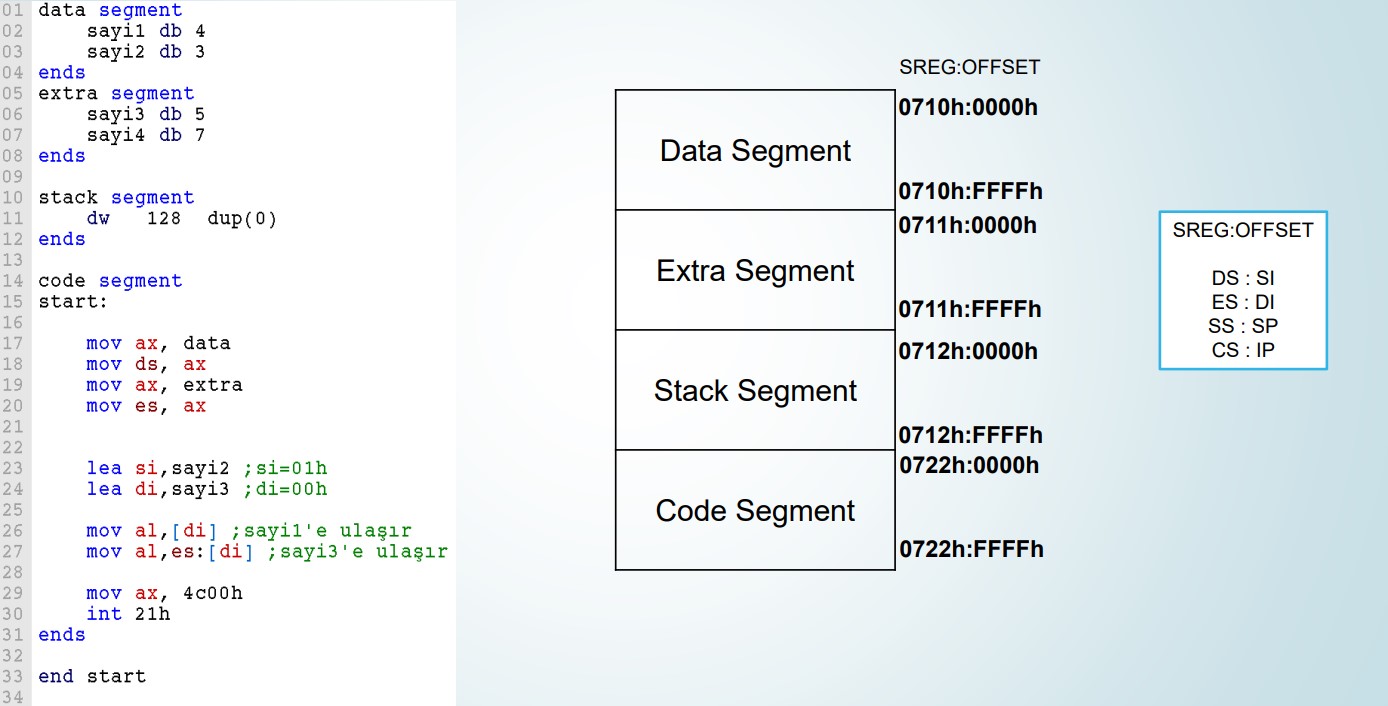 01 data segment
02     sayi1 db 4
03     sayi2 db 3
04 ends
05 extra segment
06     sayi3 db 5
07     sayi4 db 7
08 ends
09
10 stack segment
11     dw   128  dup(0)
12 ends
13
14 code segment
15 start:
16
17     mov ax, data
18     mov ds, ax
19     mov ax, extra
20     mov es, ax
21
22
23     lea si,sayi2 ;si=01h
24     lea di,sayi3 ;di=00h
25
26     mov al,[di] ;sayi1'e ulaşır
27     mov al,es:[di] ;sayi3'e ulaşır
28
29     mov ax, 4c00h
30     int 21h
31 ends
32
33 end start
34
SREG:OFFSET
0710h:0000h
Data Segment
0710h:FFFFh
0711h:0000h
Extra Segment
0711h:FFFFh
0712h:0000h
Stack Segment
0712h:FFFFh
0722h:0000h
Code Segment
0722h:FFFFh
SREG:OFFSET
DS : SI
ES : DI
SS : SP
CS : IP